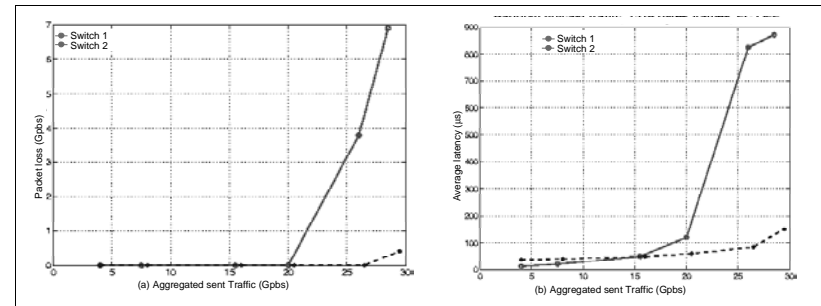 7
6
5
4
3
2
1
0
Switch 1
Switch 2
Packet loss (Gpbs)
0 5 10 15 20 25 30
(a) Aggregated sent Traffic (Gpbs)
900
800
700
600
500
400
300
200
100
0
Switch 1
Switch 2
Average latency (µs)
0 5 10 15 20 25 30
(b) Aggregated sent Traffic (Gpbs)